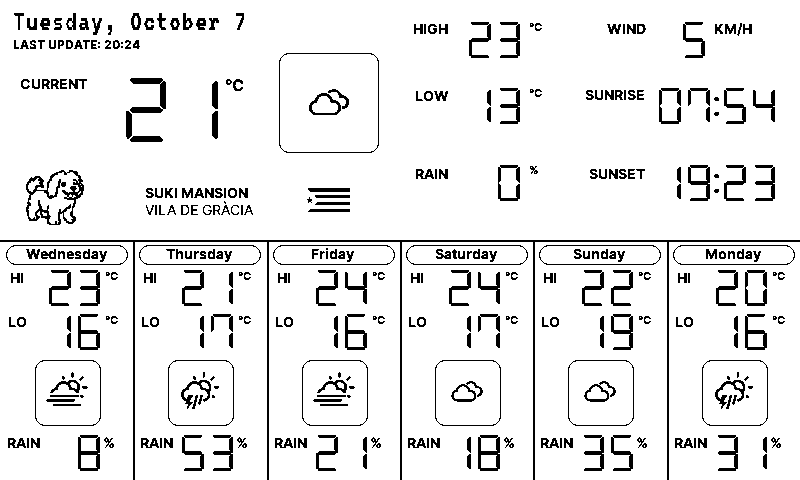 Tuesday, October 7
LAST UPDATE: 20:24
CURRENT 21 °C
SUKI MANSION
VILA DE GRÀCIA
HIGH 23 °C
LOW 13 °C
RAIN 0 %
WIND 5 KM/H
SUNRISE 07:54
SUNSET 19:23
Wednesday
HI 23 °C
LO 16 °C
RAIN 8 %
Thursday
HI 21 °C
LO 17 °C
RAIN 53 %
Friday
HI 24 °C
LO 16 °C
RAIN 21 %
Saturday
HI 24 °C
LO 17 °C
RAIN 18 %
Sunday
HI 22 °C
LO 19 °C
RAIN 35 %
Monday
HI 20 °C
LO 16 °C
RAIN 31 %